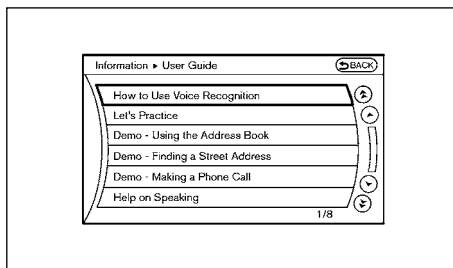 Information ▸ User Guide
BACK
How to Use Voice Recognition
Let's Practice
Demo - Using the Address Book
Demo - Finding a Street Address
Demo - Making a Phone Call
Help on Speaking
1/8